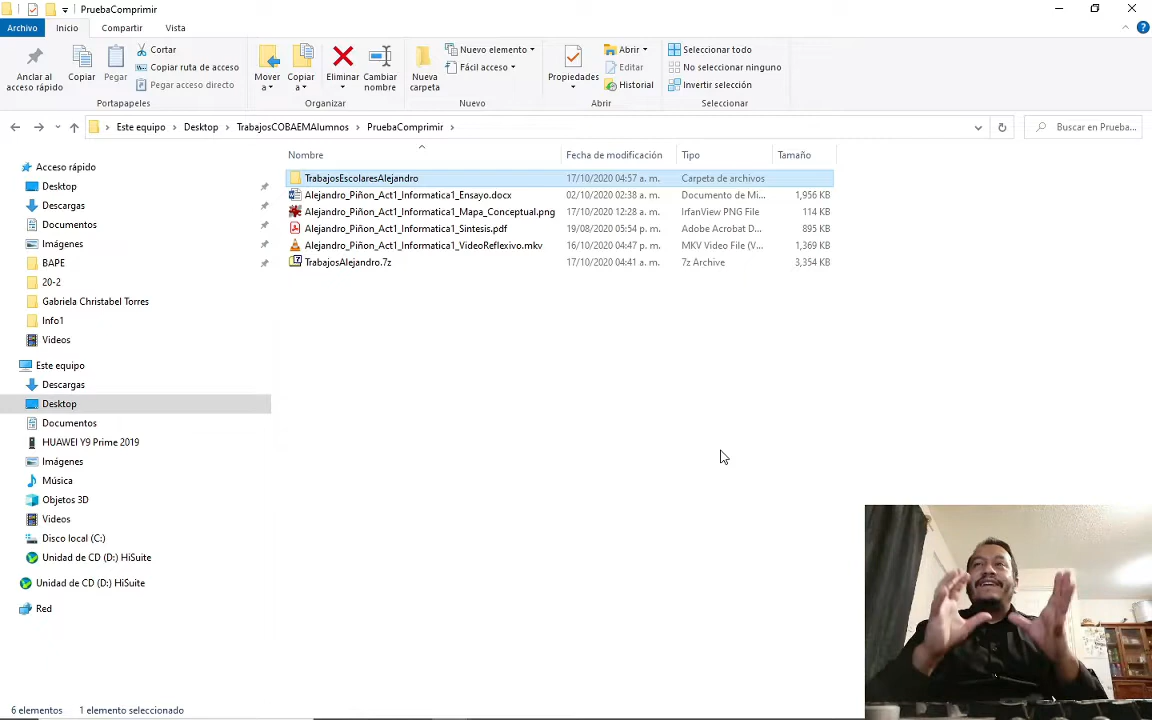 PruebaComprimir
Archivo Inicio Compartir Vista
Anclar al acceso rápido
Copiar
Pegar
Cortar
Copiar ruta de acceso
Pegar acceso directo
Portapapeles
Mover a
Copiar a
Eliminar
Cambiar nombre
Organizar
Nueva carpeta
Nuevo elemento
Fácil acceso
Nuevo
Propiedades
Abrir
Editar
Historial
Abrir
Seleccionar todo
No seleccionar ninguno
Invertir selección
Seleccionar
Este equipo > Desktop > TrabajosCOBAEMAlumnos > PruebaComprimir >
Buscar en Prueba...
Nombre Fecha de modificación Tipo Tamaño
TrabajosEscolaresAlejandro 17/10/2020 04:57 a. m. Carpeta de archivos
Alejandro_Piñon_Act1_Informatica1_Ensayo.docx 02/10/2020 02:38 a. m. Documento de Mi... 1,956 KB
Alejandro_Piñon_Act1_Informatica1_Mapa_Conceptual.png 17/10/2020 12:28 a. m. IrfanView PNG File 114 KB
Alejandro_Piñon_Act1_Informatica1_Sintesis.pdf 19/08/2020 05:54 p. m. Adobe Acrobat D... 895 KB
Alejandro_Piñon_Act1_Informatica1_VideoReflexivo.mkv 16/10/2020 04:47 p. m. MKV Video File (V... 1,369 KB
TrabajosAlejandro.7z 17/10/2020 04:41 a. m. 7z Archive 3,354 KB
Acceso rápido
Desktop
Descargas
Documentos
Imágenes
BAPE
20-2
Gabriela Christabel Torres
Info1
Videos
Este equipo
Descargas
Desktop
Documentos
HUAWEI Y9 Prime 2019
Imágenes
Música
Objetos 3D
Videos
Disco local (C:)
Unidad de CD (D:) HiSuite
Unidad de CD (D:) HiSuite
Red
6 elementos 1 elemento seleccionado